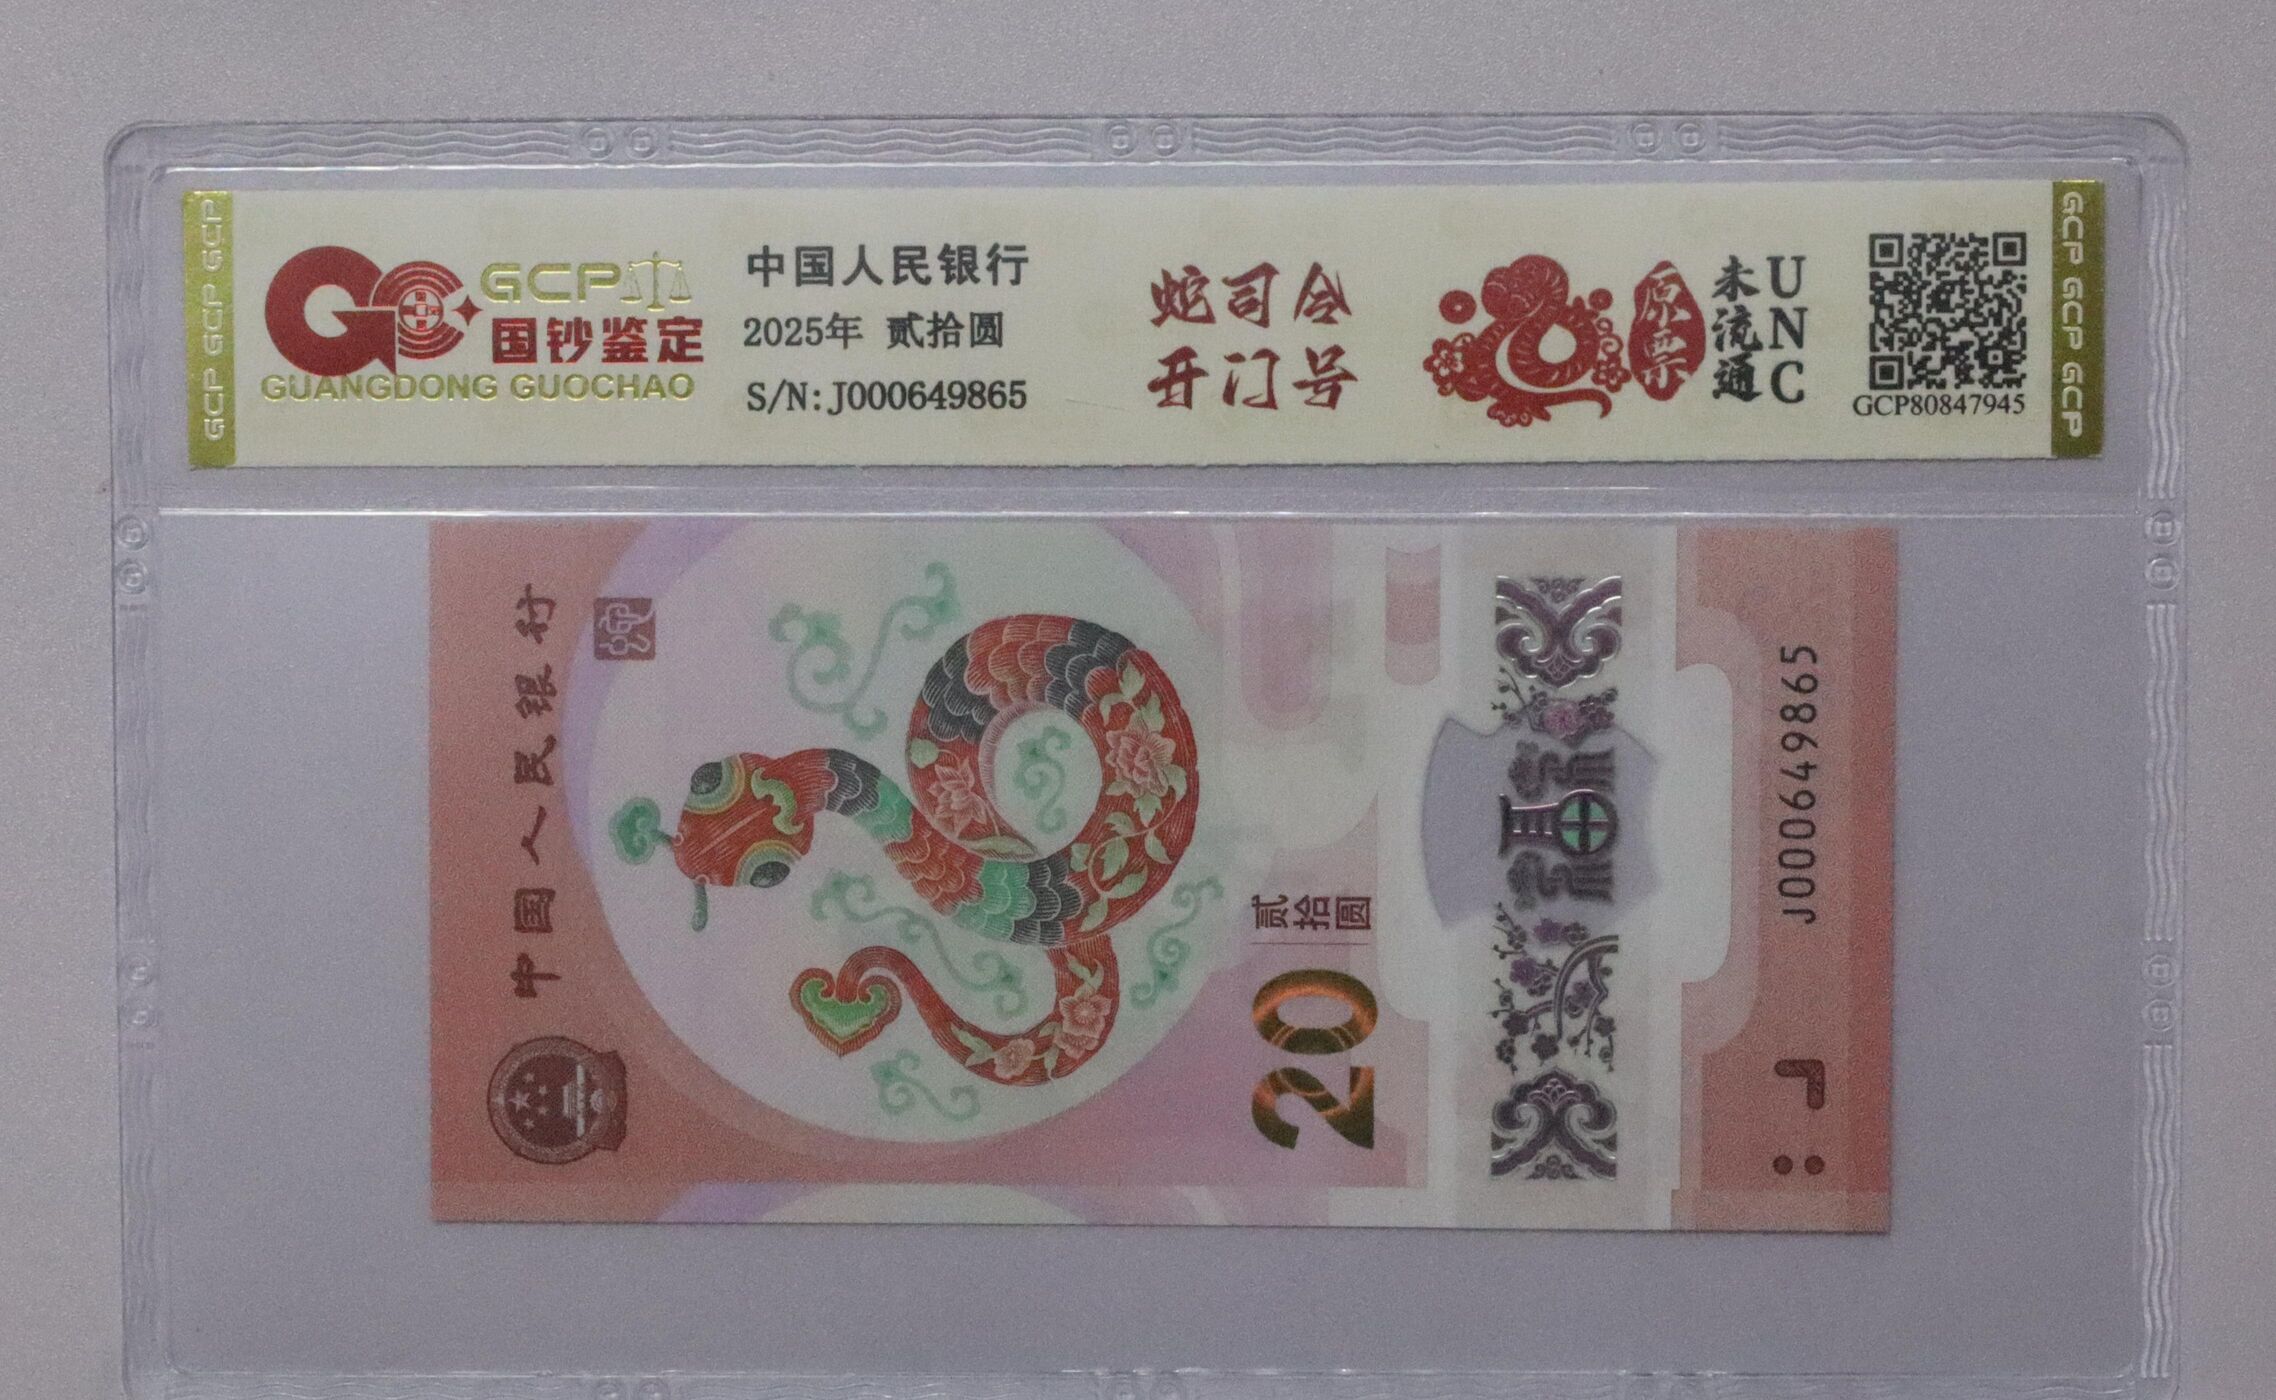 GCP GCP GCP
GCP
国钞鉴定
GUANGDONG GUOCHAO
中国人民银行
2025年 贰拾圆
S/N:J000649865
蛇司令
开门号
原票
未流通
UNC
GCP80847945
GCP GCP GCP
中国人民银行
贰拾圆
20
福
J000649865